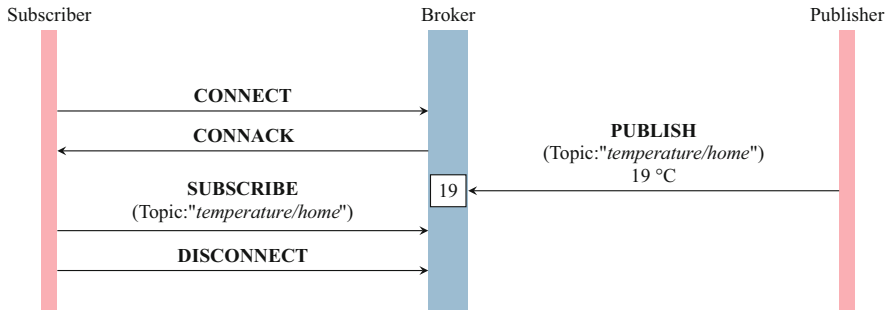 Subscriber
Broker
Publisher
CONNECT
CONNACK
PUBLISH
(Topic:"temperature/home")
19 °C
19
SUBSCRIBE
(Topic:"temperature/home")
DISCONNECT